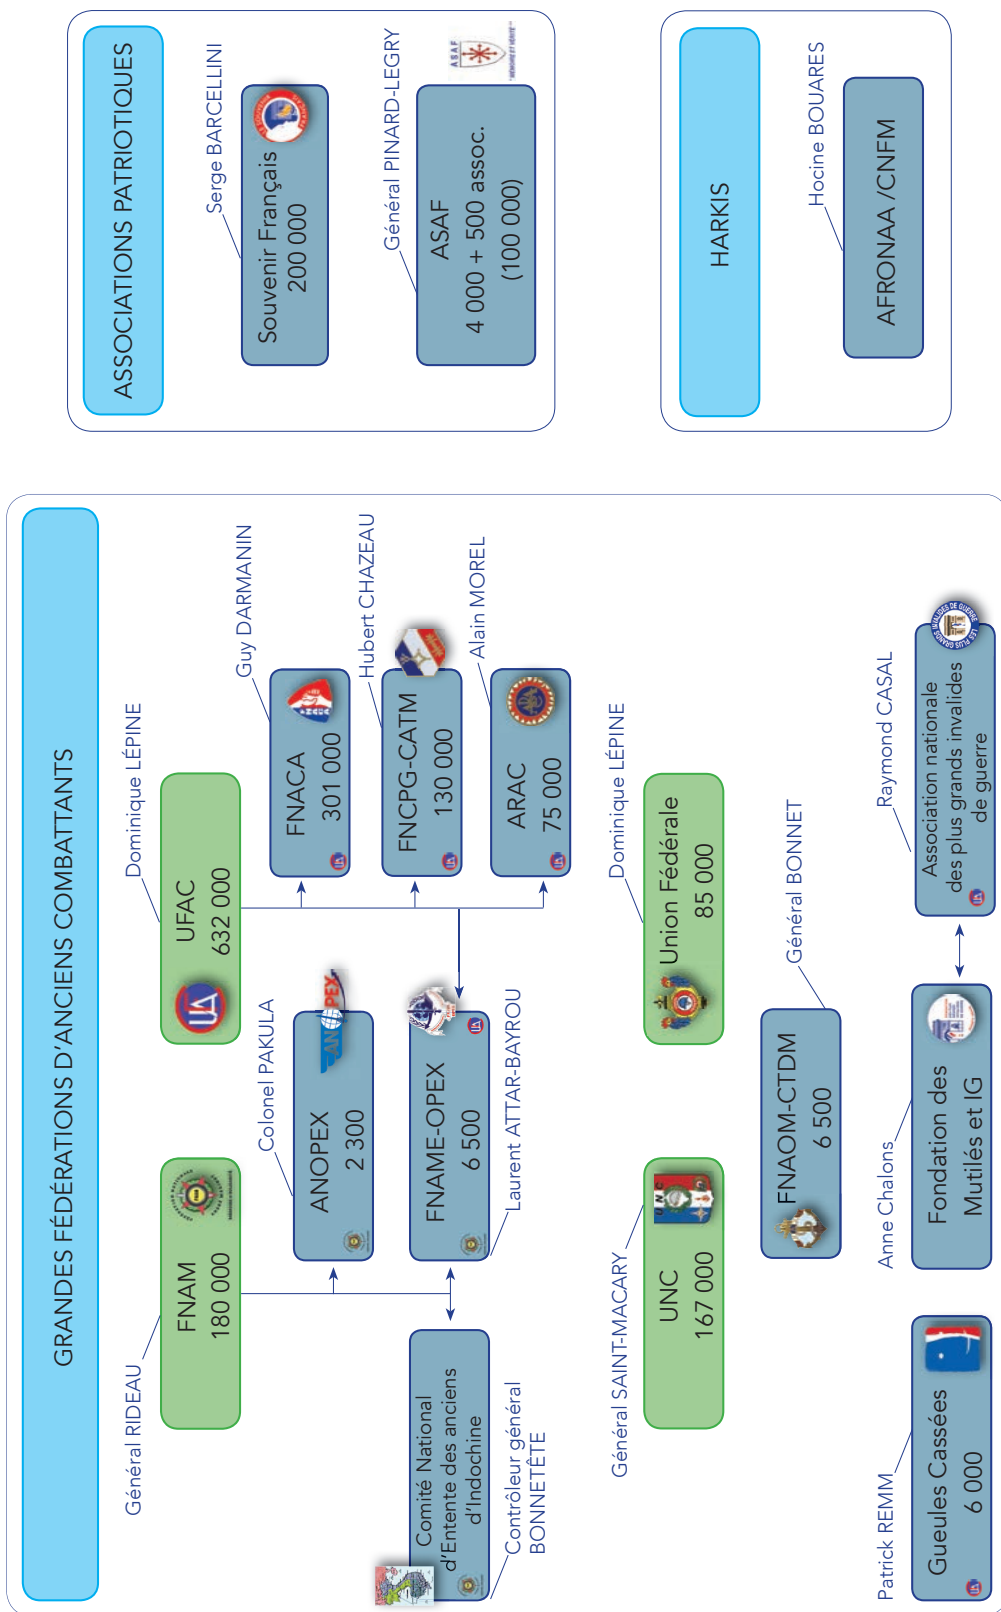 GRANDES FÉDÉRATIONS D'ANCIENS COMBATTANTS
Général RIDEAU
FNAM
180 000
Dominique LÉPINE
UFAC
632 000
Colonel PAKULA
ANOPEX
2 300
Guy DARMANIN
FNACA
301 000
Comité National
d'Entente des anciens
d'Indochine
Contrôleur général
BONNETÊTE
FNAME-OPEX
6 500
Laurent ATTAR-BAYROU
Hubert CHAZEAU
FNCPG-CATM
130 000
Alain MOREL
ARAC
75 000
Général SAINT-MACARY
UNC
167 000
Dominique LÉPINE
Union Fédérale
85 000
Général BONNET
FNAOM-CTDM
6 500
Patrick REMM
Gueules Cassées
6 000
Anne Chalons
Fondation des
Mutilés et IG
Raymond CASAL
Association nationale
des plus grands invalides
de guerre
ASSOCIATIONS PATRIOTIQUES
Serge BARCELLINI
Souvenir Français
200 000
Général PINARD-LEGRY
ASAF
4 000 + 500 assoc.
(100 000)
ASAF
"MÉMOIRE ET VÉRITÉ"
HARKIS
Hocine BOUARES
AFRONAA /CNFM